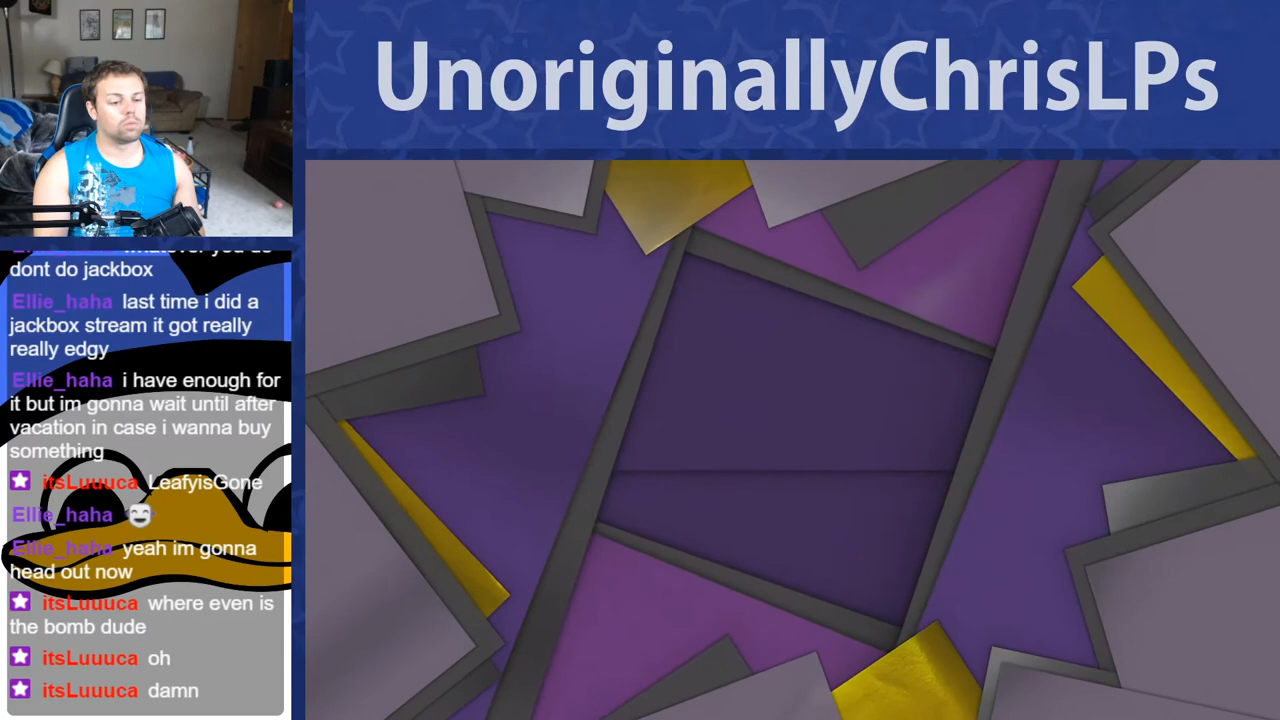 UnoriginallyChrisLPs
dont do jackbox
Ellie_haha last time i did a
jackbox stream it got really
really edgy
Ellie_haha i have enough for
it but im gonna wait until after
vacation in case i wanna buy
something
itsLuuuca LeafyisGone
Ellie_haha
Ellie_haha yeah im gonna
head out now
itsLuuuca where even is
the bomb dude
itsLuuuca oh
itsLuuuca damn